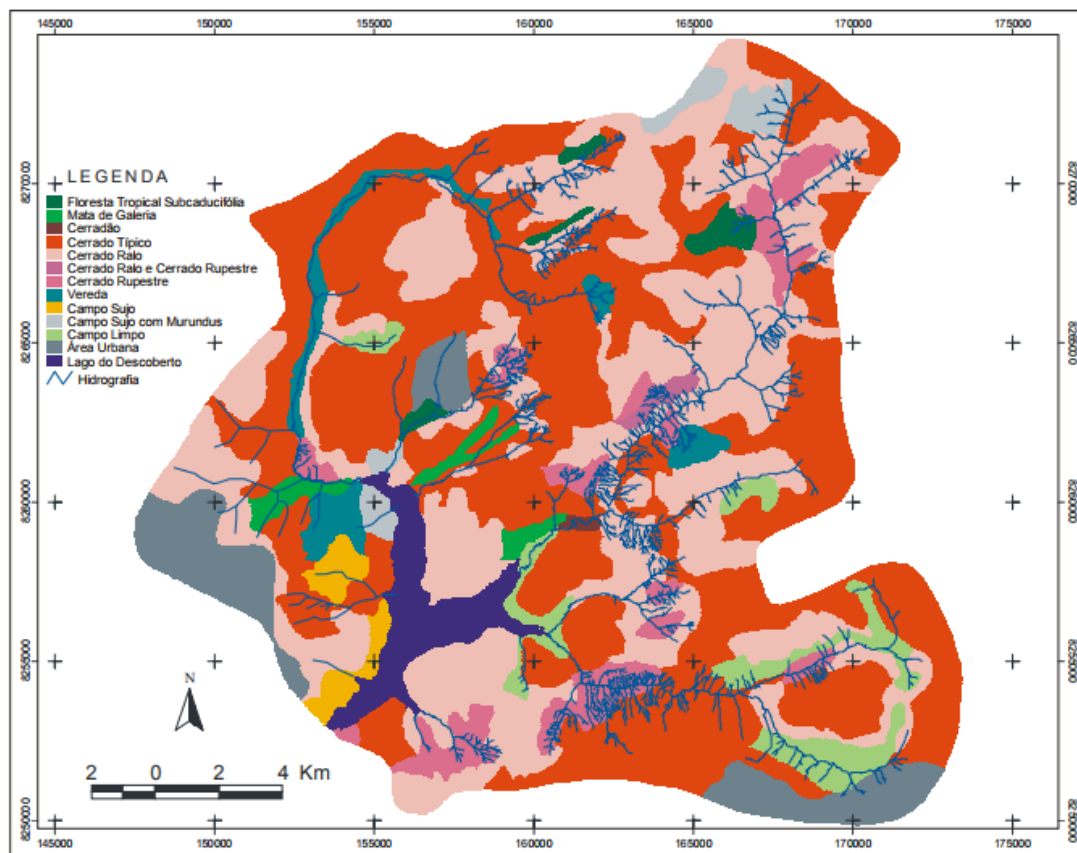 145000 150000 155000 160000 165000 170000 175000
8270000
8265000
8260000
8255000
8250000
LEGENDA
Floresta Tropical Subcaducifólia
Mata de Galeria
Cerradão
Cerrado Típico
Cerrado Ralo
Cerrado Ralo e Cerrado Rupestre
Cerrado Rupestre
Vereda
Campo Sujo
Campo Sujo com Murundus
Campo Limpo
Área Urbana
Lago do Descoberto
Hidrografia
N
2 0 2 4 Km
145000 150000 155000 160000 165000 170000 175000